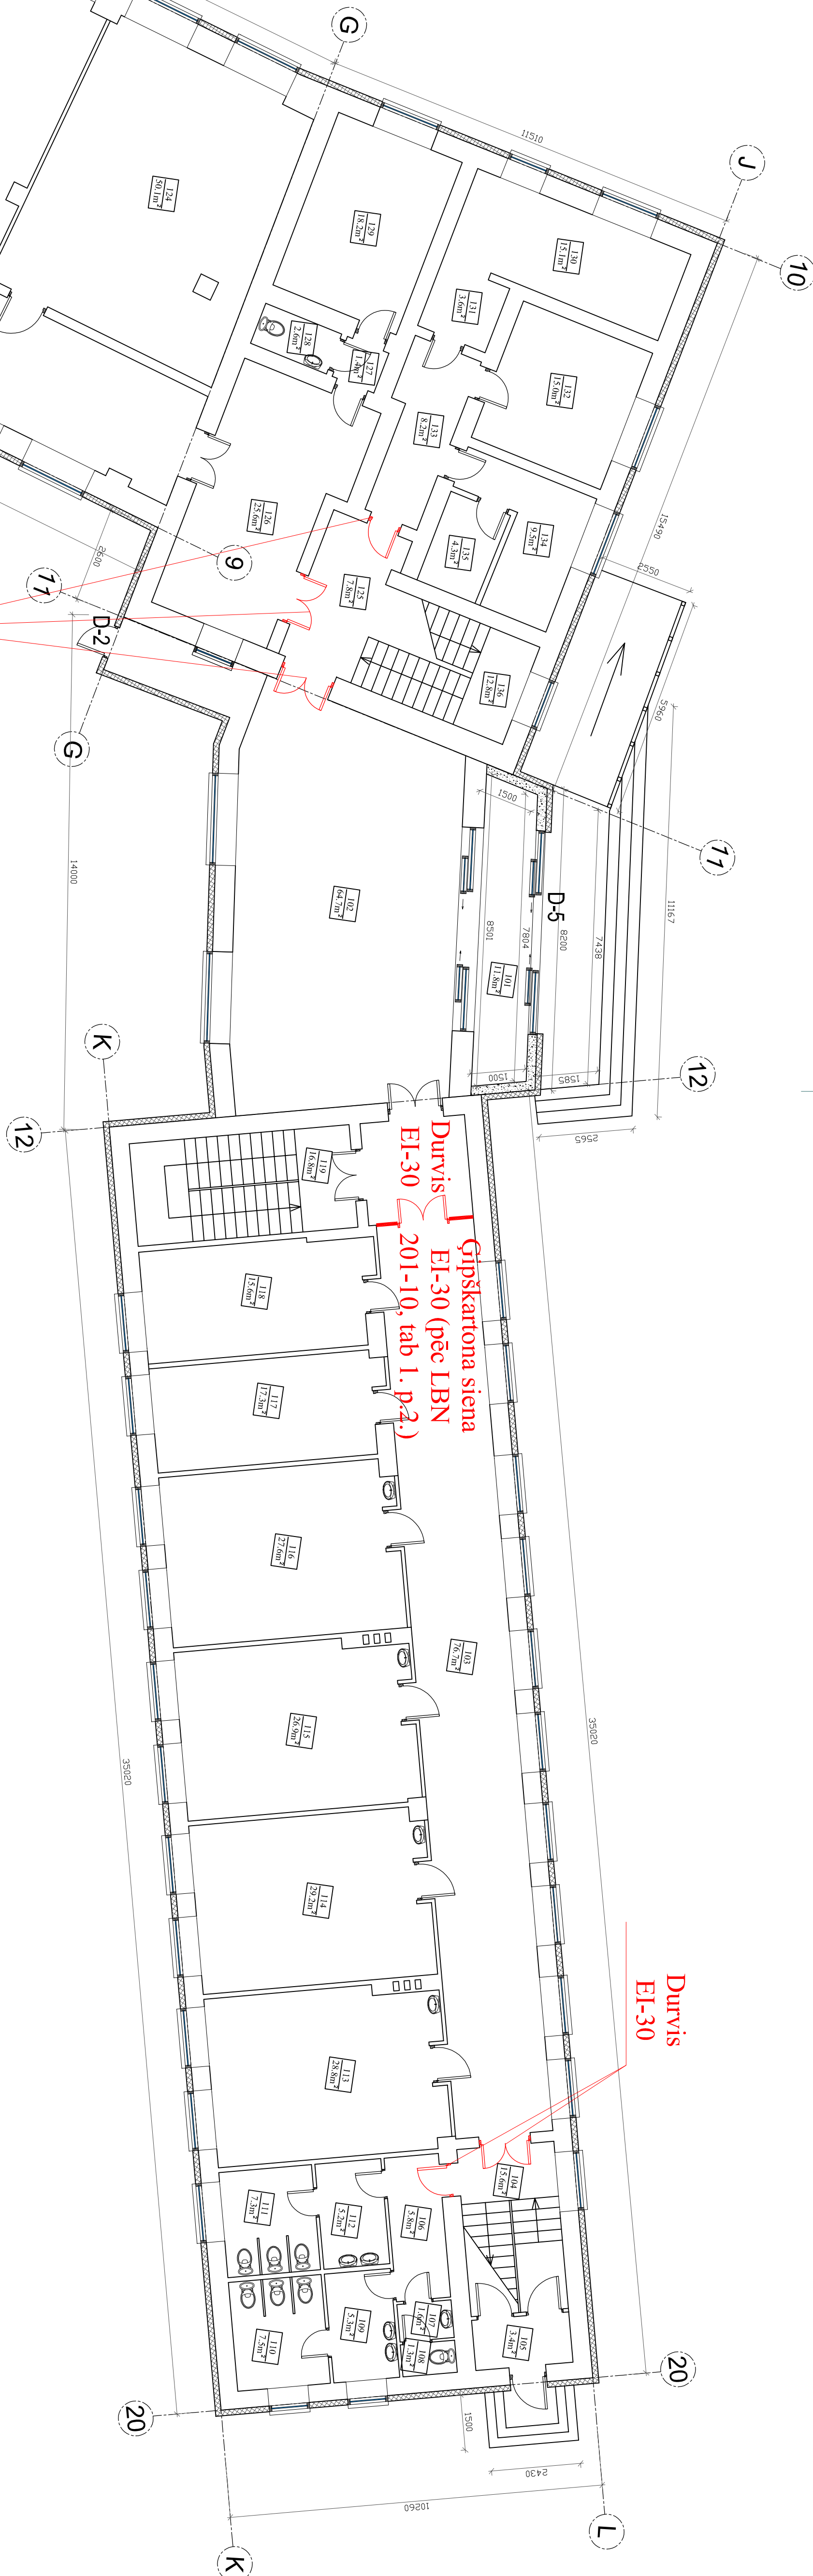 G
J
10
11510
124
50.1m²
129
18.2m²
130
15.1m²
131
3.6m²
128
2.6m²
127
1.4m²
132
15.0m²
133
8.2m²
126
25.6m²
134
9.5m²
135
4.3m²
15490
2550
2600
9
11
125
7.8m²
D-2
136
12.8m²
5960
G
1500
11
14000
102
64.7m²
D-5
8501
7804
8200
7438
11167
101
11.8m²
K
12
1500
1585
2565
12
119
16.8m²
Durvis
EI-30
Ģipškartona siena
EI-30 (pēc LBN
201-10, tab 1. p.2.)
118
15.6m²
117
17.3m²
116
27.6m²
103
76.7m²
115
26.9m²
35020
35020
114
29.2m²
Durvis
EI-30
113
28.8m²
104
15.6m²
111
7.3m²
112
5.2m²
106
5.8m²
107
1.6m²
109
5.3m²
108
1.3m²
105
3.4m²
110
7.5m²
20
20
1500
2430
10260
L
K